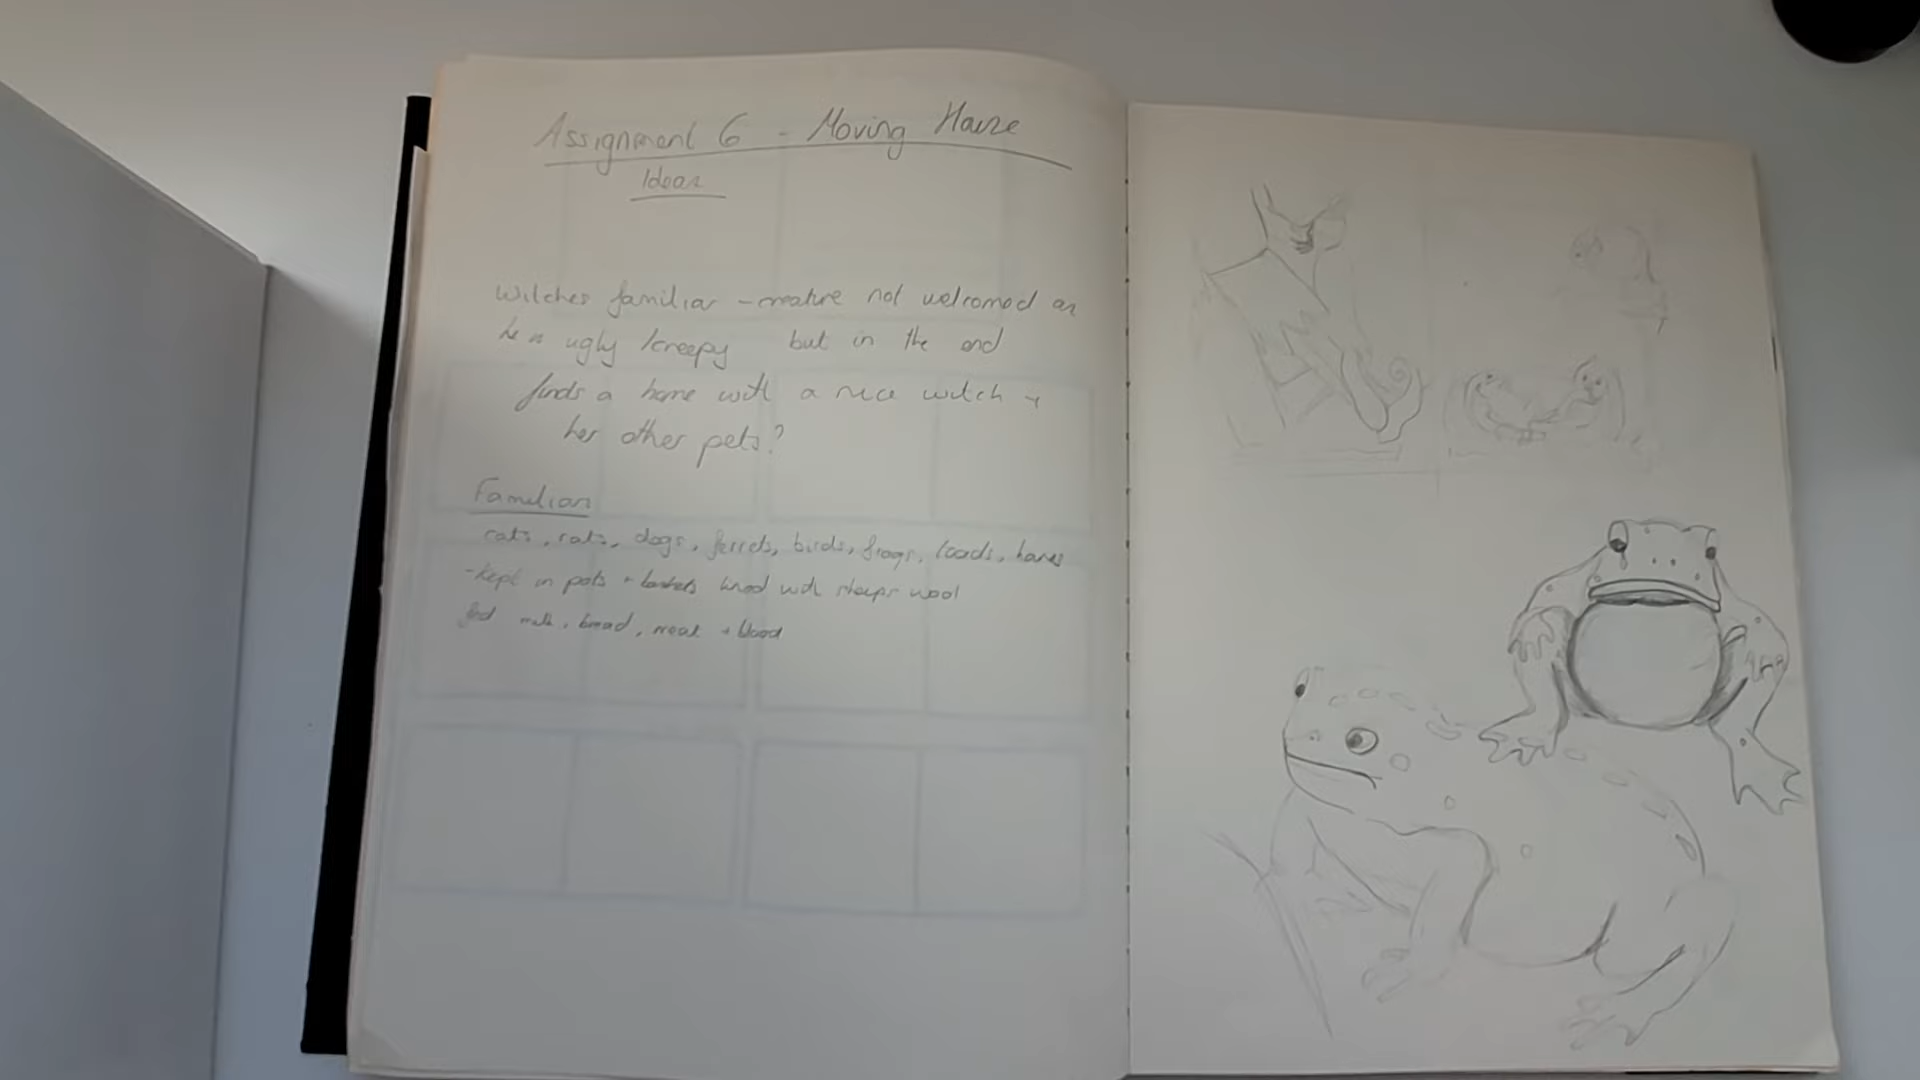 Assignment 6 - Moving House
Ideas
Witches familiar - creature not welcomed as
he is ugly / creepy but in the end
finds a home with a nice witch +
her other pets?
Familiars
cats, rats, dogs, ferrets, birds, frogs, toads, hares
- Kept in pots + baskets lined with sheeps wool
fed milk, bread, meat + blood